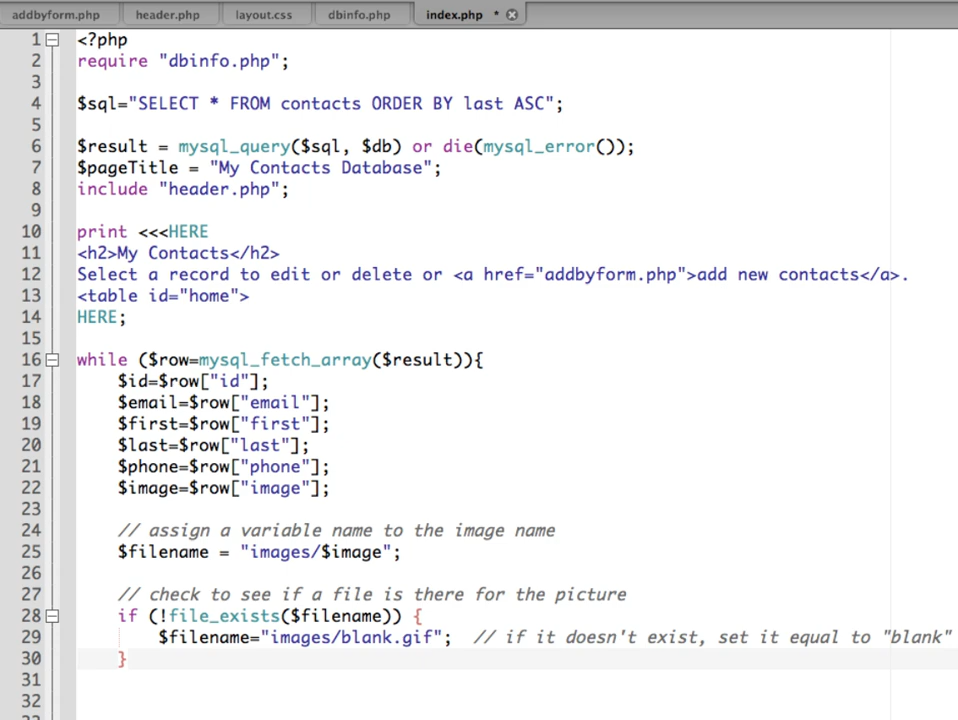 addbyform.php header.php layout.css dbinfo.php index.php *
1 <?php
2 require "dbinfo.php";
3
4 $sql="SELECT * FROM contacts ORDER BY last ASC";
5
6 $result = mysql_query($sql, $db) or die(mysql_error());
7 $pageTitle = "My Contacts Database";
8 include "header.php";
9
10 print <<<HERE
11 <h2>My Contacts</h2>
12 Select a record to edit or delete or <a href="addbyform.php">add new contacts</a>.
13 <table id="home">
14 HERE;
15
16 while ($row=mysql_fetch_array($result)){
17 $id=$row["id"];
18 $email=$row["email"];
19 $first=$row["first"];
20 $last=$row["last"];
21 $phone=$row["phone"];
22 $image=$row["image"];
23
24 // assign a variable name to the image name
25 $filename = "images/$image";
26
27 // check to see if a file is there for the picture
28 if (!file_exists($filename)) {
29 $filename="images/blank.gif"; // if it doesn't exist, set it equal to "blank"
30 }
31
32